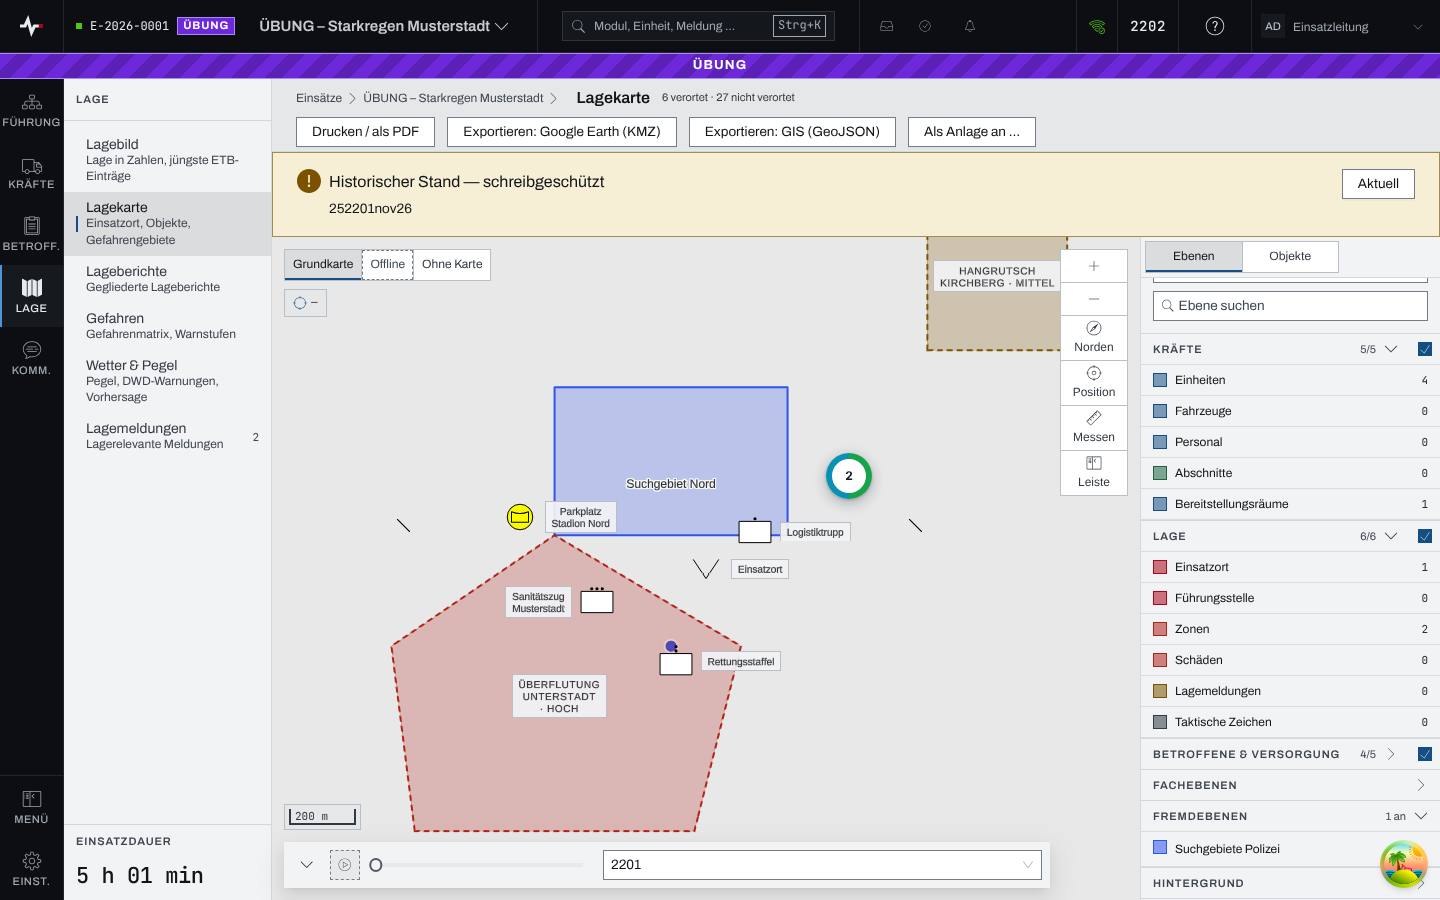 E-2026-0001 ÜBUNG ÜBUNG – Starkregen Musterstadt Modul, Einheit, Meldung ... Strg+K 2202 AD Einsatzleitung
ÜBUNG
FÜHRUNG
KRÄFTE
BETROFF.
LAGE
KOMM.
MENÜ
EINST.
LAGE
Lagebild
Lage in Zahlen, jüngste ETB-
Einträge
Lagekarte
Einsatzort, Objekte,
Gefahrengebiete
Lageberichte
Gegliederte Lageberichte
Gefahren
Gefahrenmatrix, Warnstufen
Wetter & Pegel
Pegel, DWD-Warnungen,
Vorhersage
Lagemeldungen
Lagerelevante Meldungen 2
EINSATZDAUER
5 h 01 min
Einsätze ÜBUNG – Starkregen Musterstadt Lagekarte 6 verortet · 27 nicht verortet
Drucken / als PDF Exportieren: Google Earth (KMZ) Exportieren: GIS (GeoJSON) Als Anlage an ...
Historischer Stand — schreibgeschützt
252201nov26
Aktuell
Grundkarte Offline Ohne Karte
–
HANGRUTSCH
KIRCHBERG · MITTEL
+
−
Norden
Position
Messen
Leiste
Suchgebiet Nord
2
Parkplatz
Stadion Nord
Logistiktrupp
Einsatzort
Sanitätszug
Musterstadt
Rettungsstaffel
ÜBERFLUTUNG
UNTERSTADT
· HOCH
200 m
2201
Ebenen Objekte
Ebene suchen
KRÄFTE 5/5
Einheiten 4
Fahrzeuge 0
Personal 0
Abschnitte 0
Bereitstellungsräume 1
LAGE 6/6
Einsatzort 1
Führungsstelle 0
Zonen 2
Schäden 0
Lagemeldungen 0
Taktische Zeichen 0
BETROFFENE & VERSORGUNG 4/5
FACHEBENEN
FREMDEBENEN 1 an
Suchgebiete Polizei
HINTERGRUND